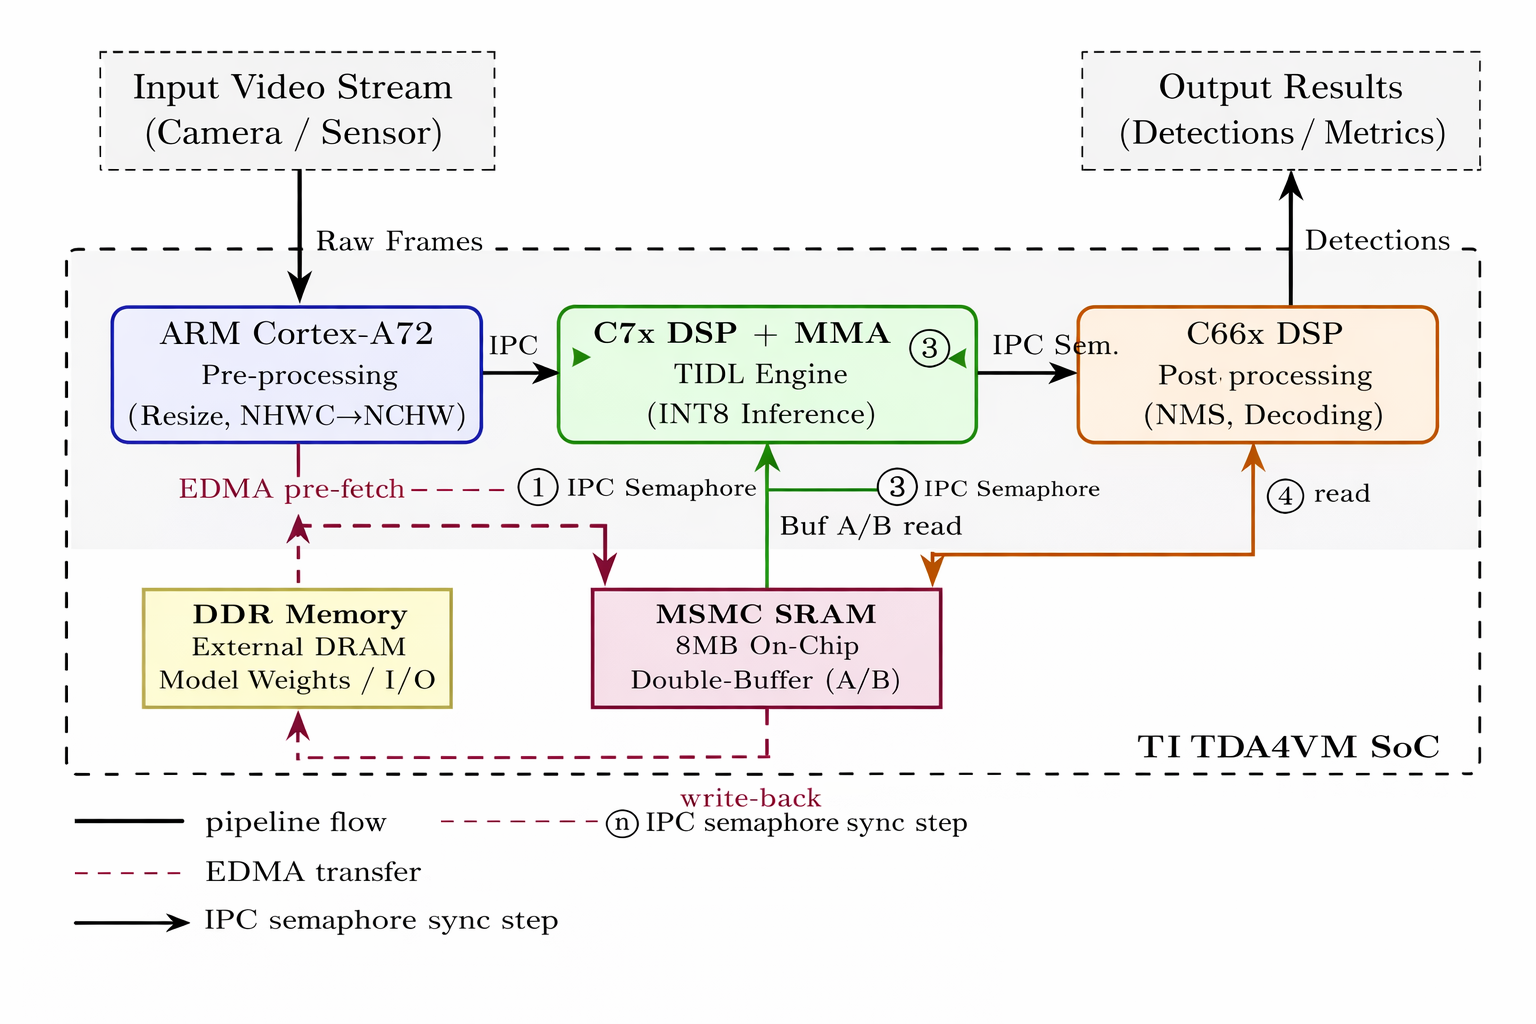 Input Video Stream
(Camera / Sensor)
Output Results
(Detections / Metrics)
Raw Frames
Detections
ARM Cortex-A72
Pre-processing
(Resize, NHWC→NCHW)
IPC
C7x DSP + MMA
③
TIDL Engine
(INT8 Inference)
IPC Sem.
C66x DSP
Post processing
(NMS, Decoding)
EDMA pre-fetch
① IPC Semaphore
③ IPC Semaphore
④ read
Buf A/B read
DDR Memory
External DRAM
Model Weights / I/O
MSMC SRAM
8MB On-Chip
Double-Buffer (A/B)
TI TDA4VM SoC
write-back
pipeline flow
ⓝ IPC semaphore sync step
EDMA transfer
IPC semaphore sync step